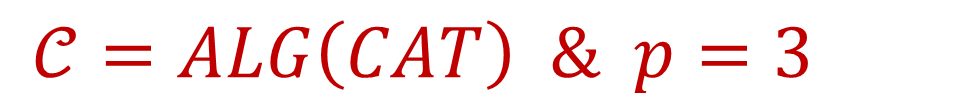 𝒞 = ALG(CAT) & p = 3